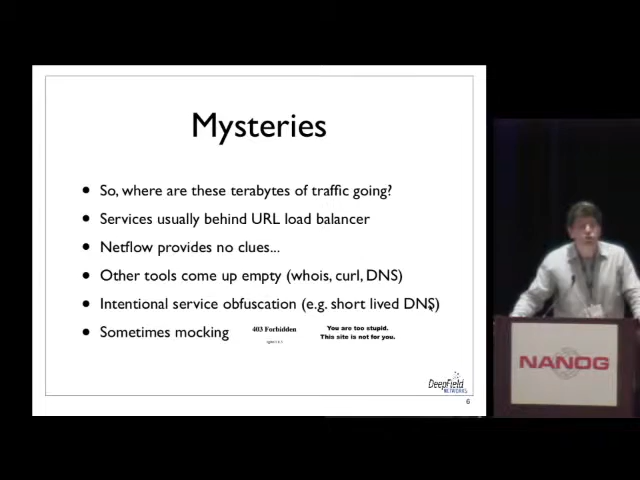 Mysteries
• So, where are these terabytes of traffic going?
• Services usually behind URL load balancer
• Netflow provides no clues...
• Other tools come up empty (whois, curl, DNS)
• Intentional service obfuscation (e.g. short lived DNS)
• Sometimes mocking
403 Forbidden
You are too stupid.
This site is not for you.
DeepField
NETWORKS
6
NANOG